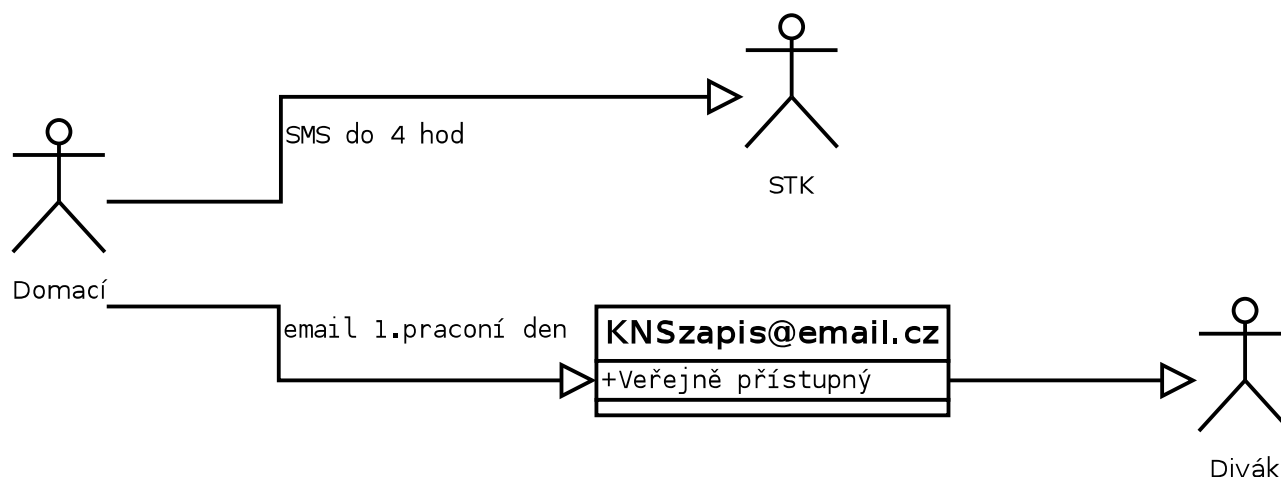 SMS do 4 hod
STK
Domací
email 1.praconí den
KNSzapis@email.cz
+Veřejně přístupný
Divák